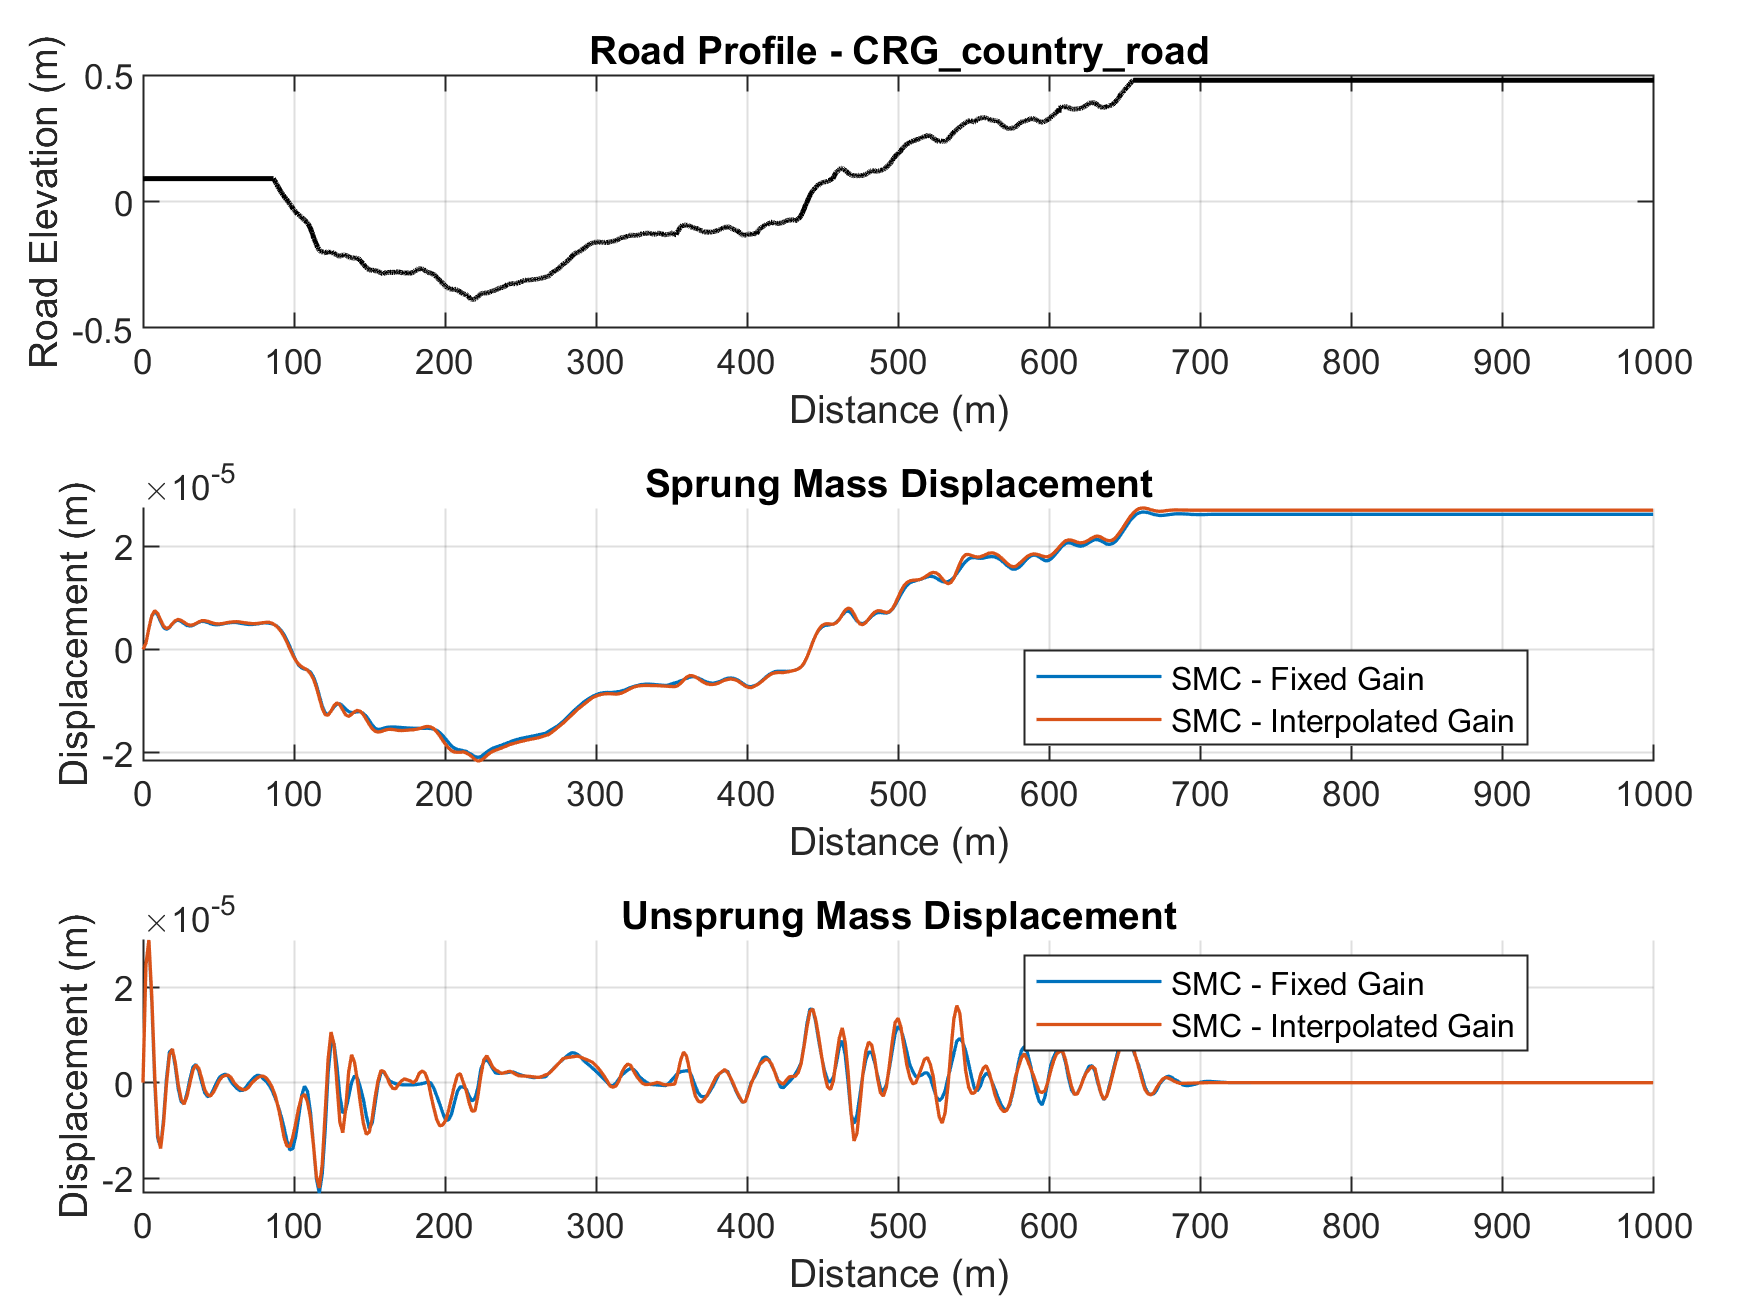 Road Profile - CRG_country_road
Road Elevation (m)
0.5
0
-0.5
0 100 200 300 400 500 600 700 800 900 1000
Distance (m)
×10-5
Sprung Mass Displacement
Displacement (m)
2
0
-2
SMC - Fixed Gain
SMC - Interpolated Gain
0 100 200 300 400 500 600 700 800 900 1000
Distance (m)
×10-5
Unsprung Mass Displacement
Displacement (m)
2
0
-2
SMC - Fixed Gain
SMC - Interpolated Gain
0 100 200 300 400 500 600 700 800 900 1000
Distance (m)